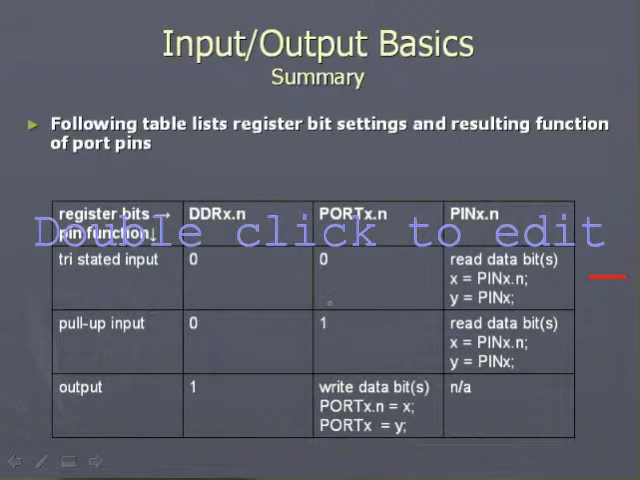 Input/Output Basics
Summary
Following table lists register bit settings and resulting function
of port pins
register bits → DDRx.n PORTx.n PINx.n
pin function↓
Double click to edit
tri stated input 0 0 read data bit(s)
x = PINx.n;
y = PINx;
pull-up input 0 1 read data bit(s)
x = PINx.n;
y = PINx;
output 1 write data bit(s) n/a
PORTx.n = x;
PORTx = y;